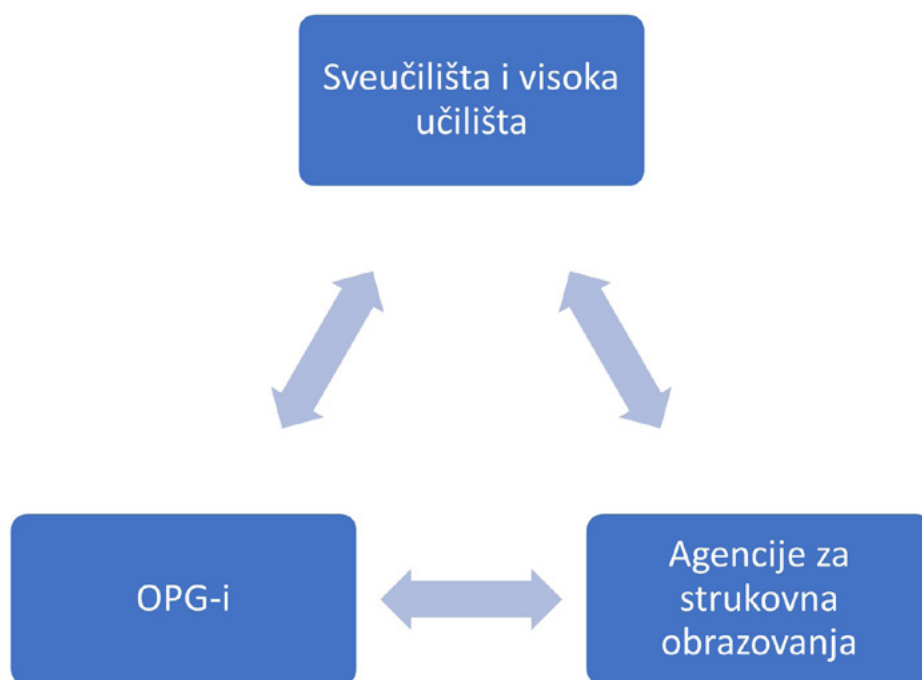 Sveučilišta i visoka
učilišta
OPG-i
Agencije za
strukovna
obrazovanja